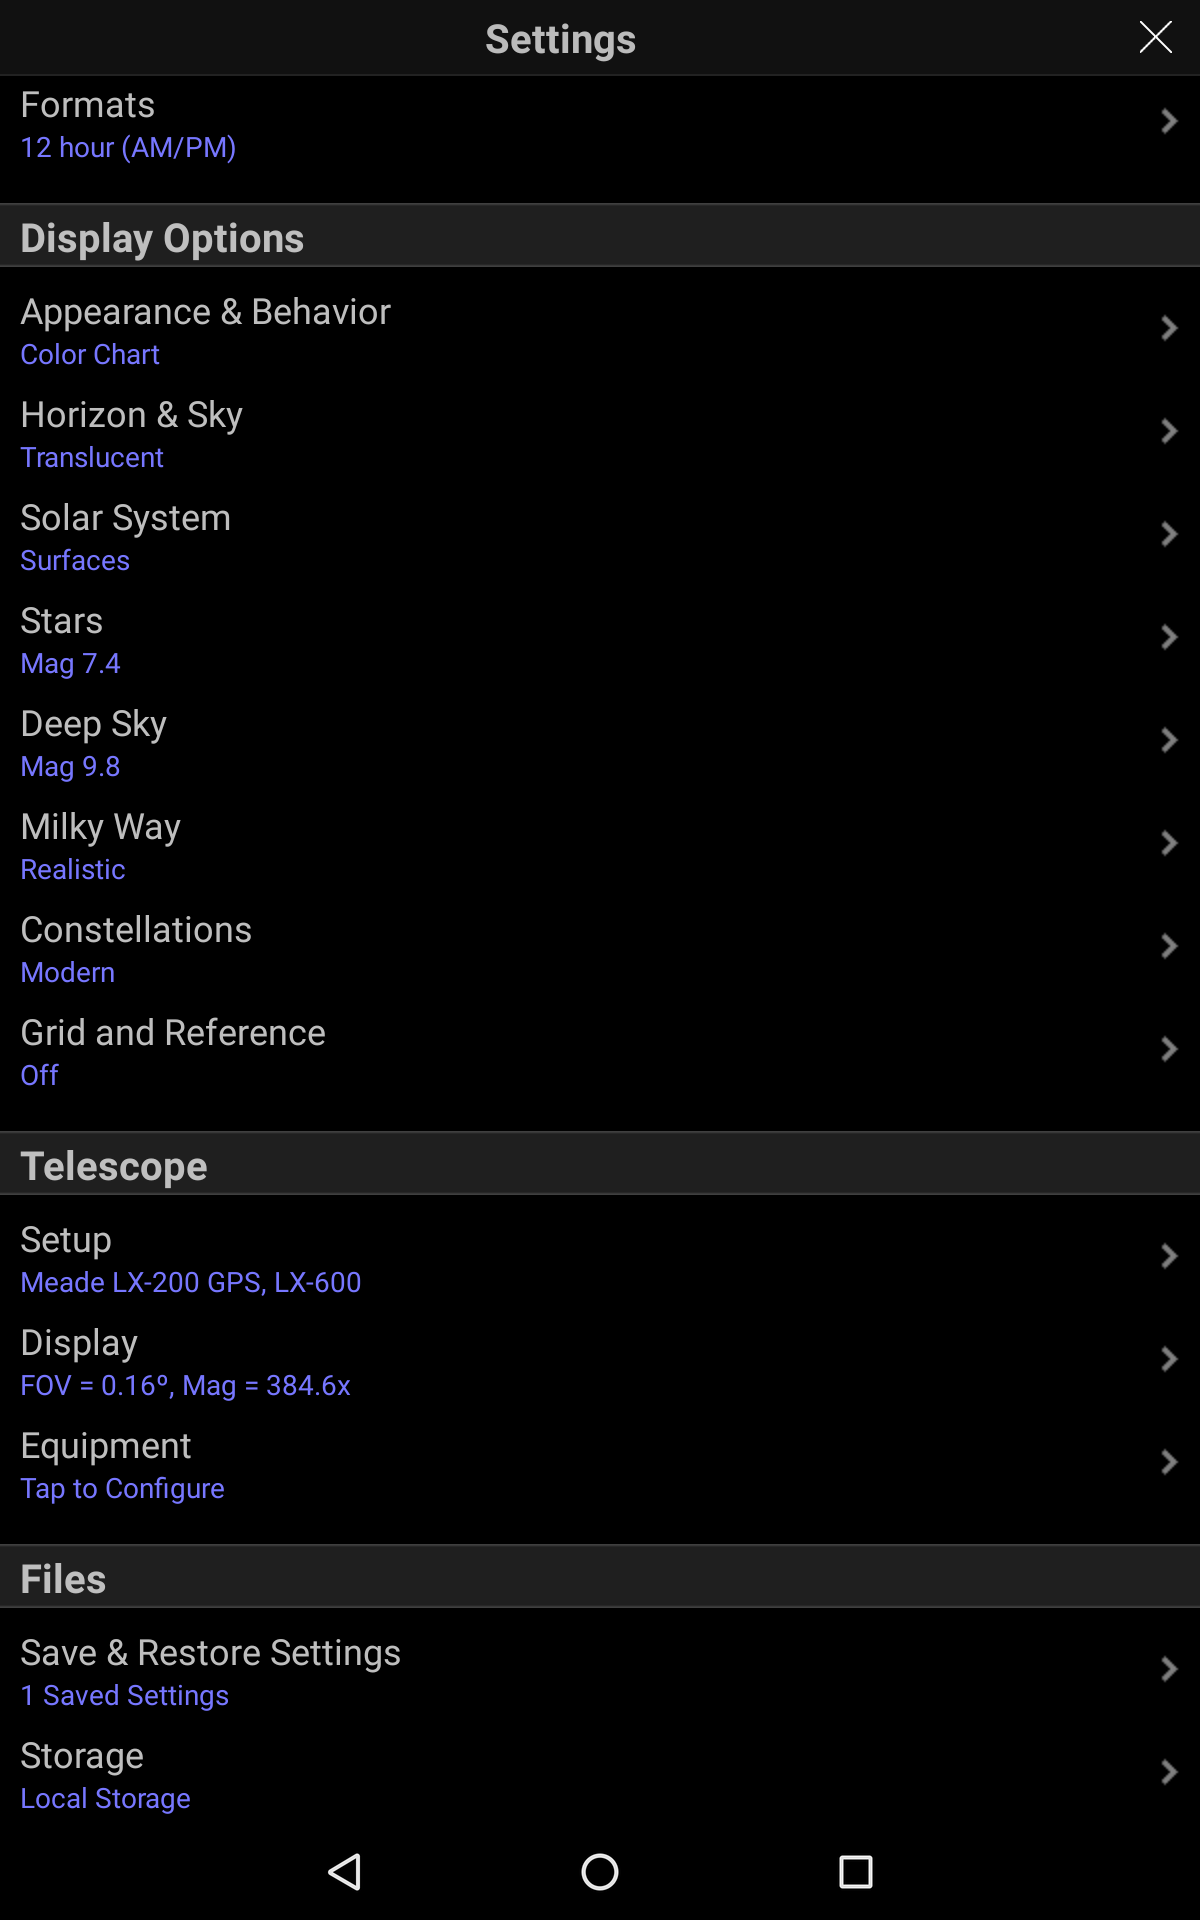 Settings
Formats
12 hour (AM/PM)
Display Options
Appearance & Behavior
Color Chart
Horizon & Sky
Translucent
Solar System
Surfaces
Stars
Mag 7.4
Deep Sky
Mag 9.8
Milky Way
Realistic
Constellations
Modern
Grid and Reference
Off
Telescope
Setup
Meade LX-200 GPS, LX-600
Display
FOV = 0.16º, Mag = 384.6x
Equipment
Tap to Configure
Files
Save & Restore Settings
1 Saved Settings
Storage
Local Storage